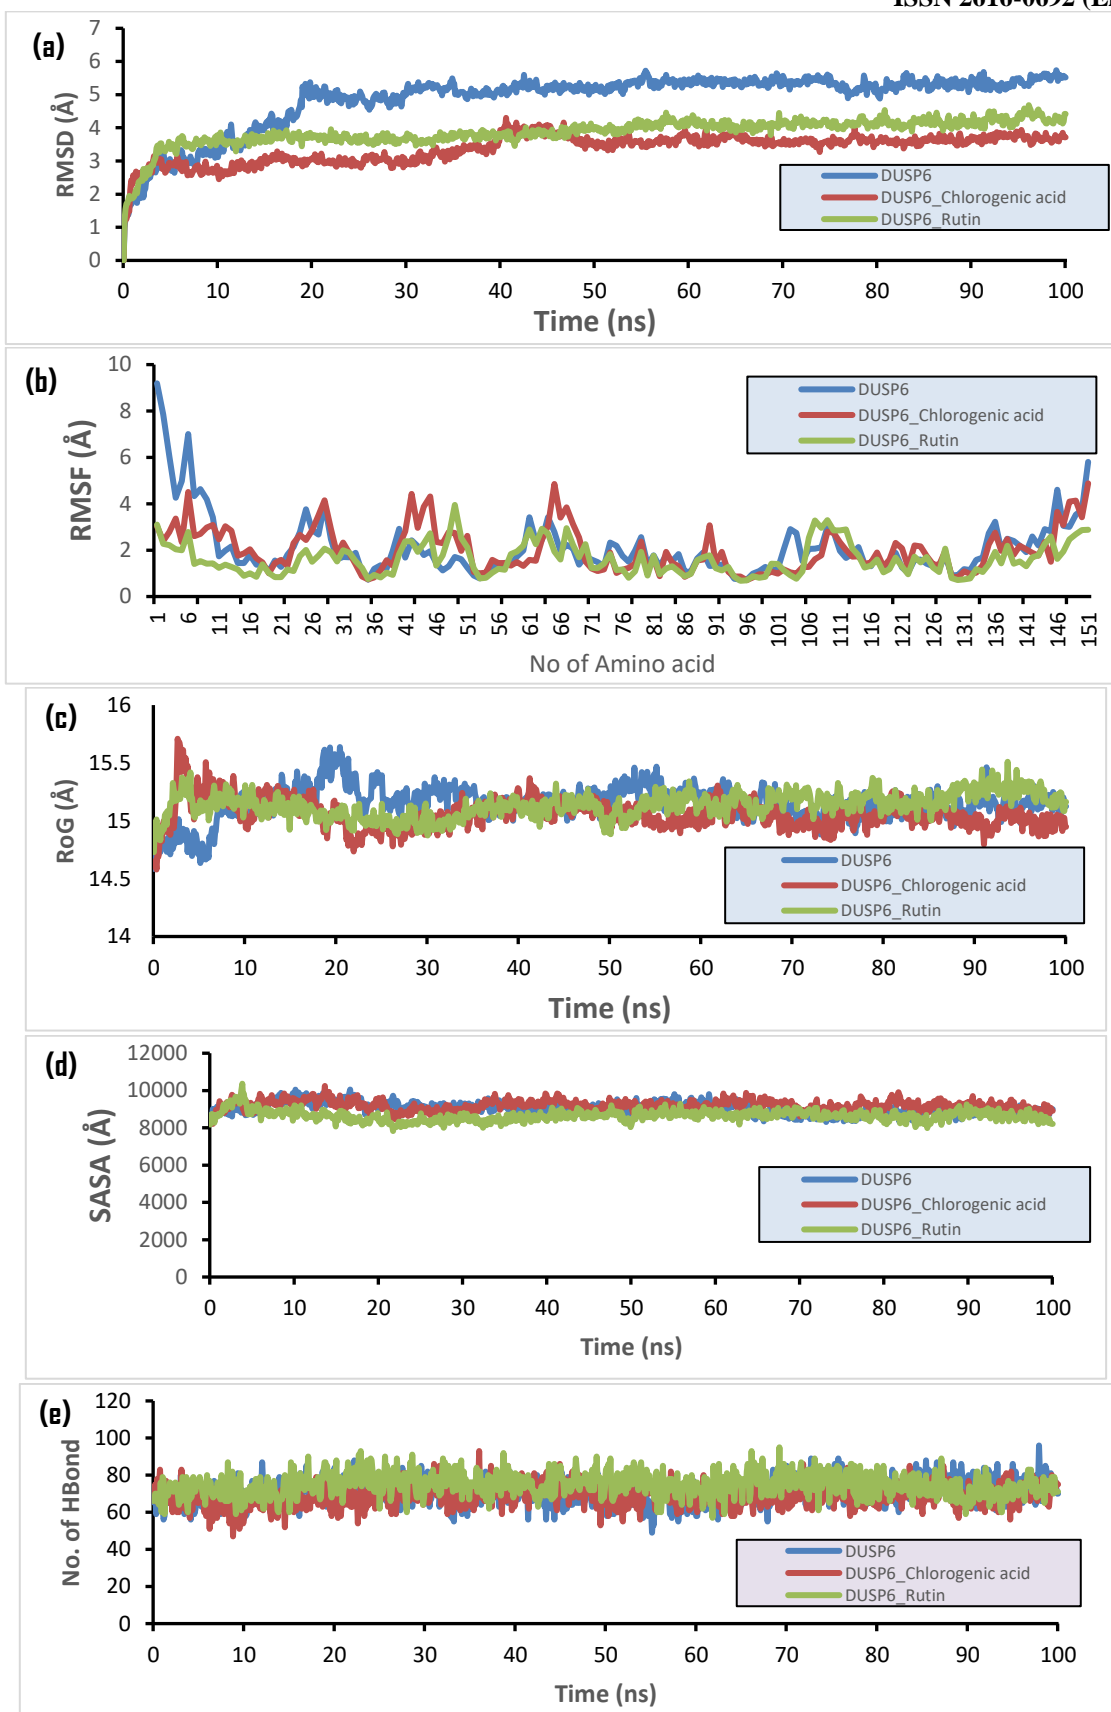 (a)
7
6
5
4
3
2
1
0
RMSD (Å)
DUSP6
DUSP6_Chlorogenic acid
DUSP6_Rutin
0 10 20 30 40 50 60 70 80 90 100
Time (ns)
(b)
10
8
6
4
2
0
RMSF (Å)
DUSP6
DUSP6_Chlorogenic acid
DUSP6_Rutin
1 6 11 16 21 26 31 36 41 46 51 56 61 66 71 76 81 86 91 96 101 106 111 116 121 126 131 136 141 146 151
No of Amino acid
(c)
16
15.5
15
14.5
14
RoG (Å)
DUSP6
DUSP6_Chlorogenic acid
DUSP6_Rutin
0 10 20 30 40 50 60 70 80 90 100
Time (ns)
(d)
12000
10000
8000
6000
4000
2000
0
SASA (Å)
DUSP6
DUSP6_Chlorogenic acid
DUSP6_Rutin
0 10 20 30 40 50 60 70 80 90 100
Time (ns)
(e)
120
100
80
60
40
20
0
No. of HBond
DUSP6
DUSP6_Chlorogenic acid
DUSP6_Rutin
0 10 20 30 40 50 60 70 80 90 100
Time (ns)